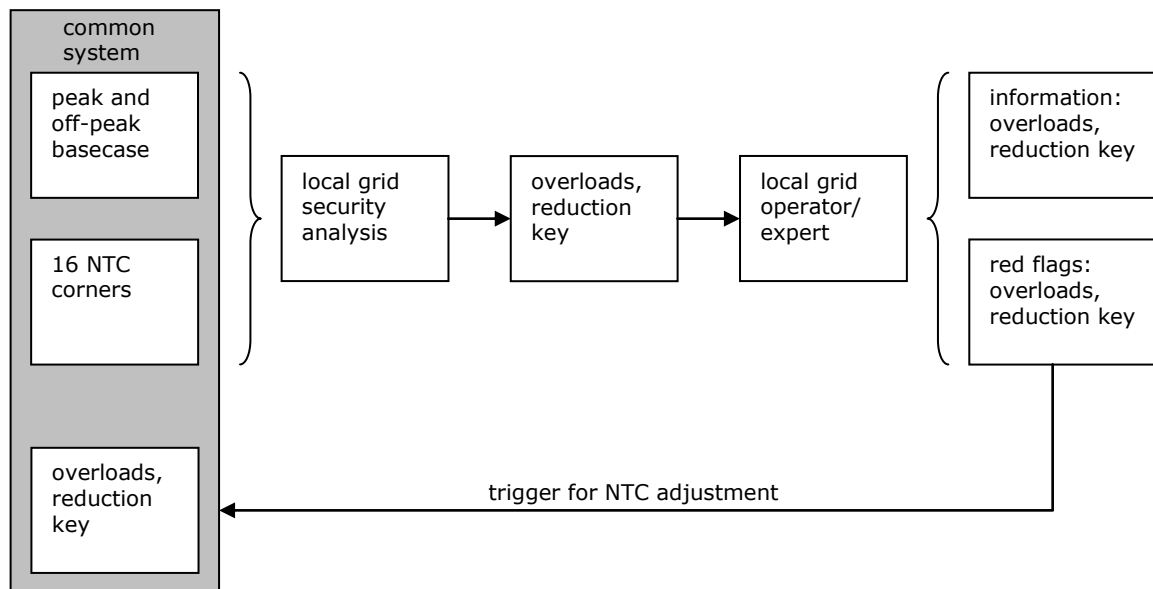 common
system
peak and
off-peak
basecase
16 NTC
corners
overloads,
reduction
key
local grid
security
analysis
overloads,
reduction
key
local grid
operator/
expert
information:
overloads,
reduction key
red flags:
overloads,
reduction key
trigger for NTC adjustment